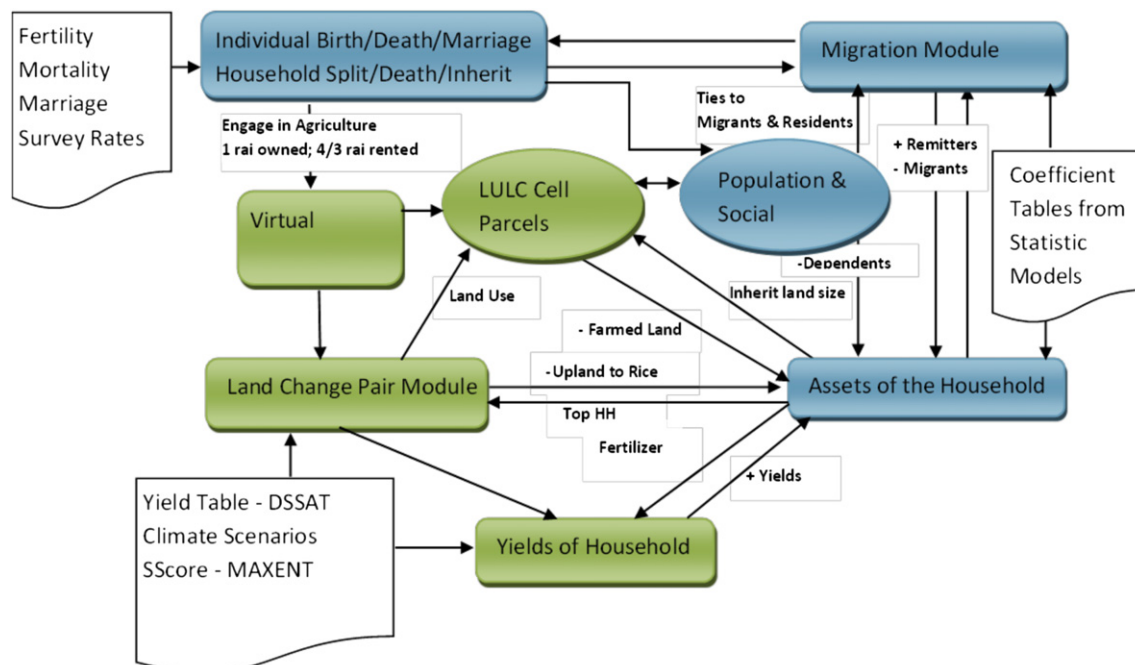 Fertility
Mortality
Marriage
Survey Rates
Individual Birth/Death/Marriage
Household Split/Death/Inherit
Migration Module
Engage in Agriculture
1 rai owned; 4/3 rai rented
Ties to
Migrants & Residents
+ Remitters
- Migrants
Virtual
LULC Cell
Parcels
Population &
Social
Coefficient
Tables from
Statistic
Models
-Dependents
Land Use
Inherit land size
- Farmed Land
-Upland to Rice
Land Change Pair Module
Assets of the Household
Top HH
Fertilizer
+ Yields
Yield Table - DSSAT
Climate Scenarios
SScore - MAXENT
Yields of Household